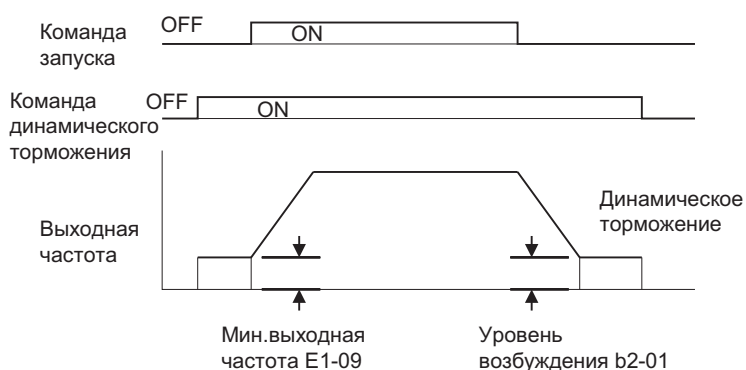 Команда
запуска
OFF
ON
Команда
динамического
торможения
OFF
ON
Выходная
частота
Динамическое
торможение
Мин.выходная
частота E1-09
Уровень
возбуждения b2-01